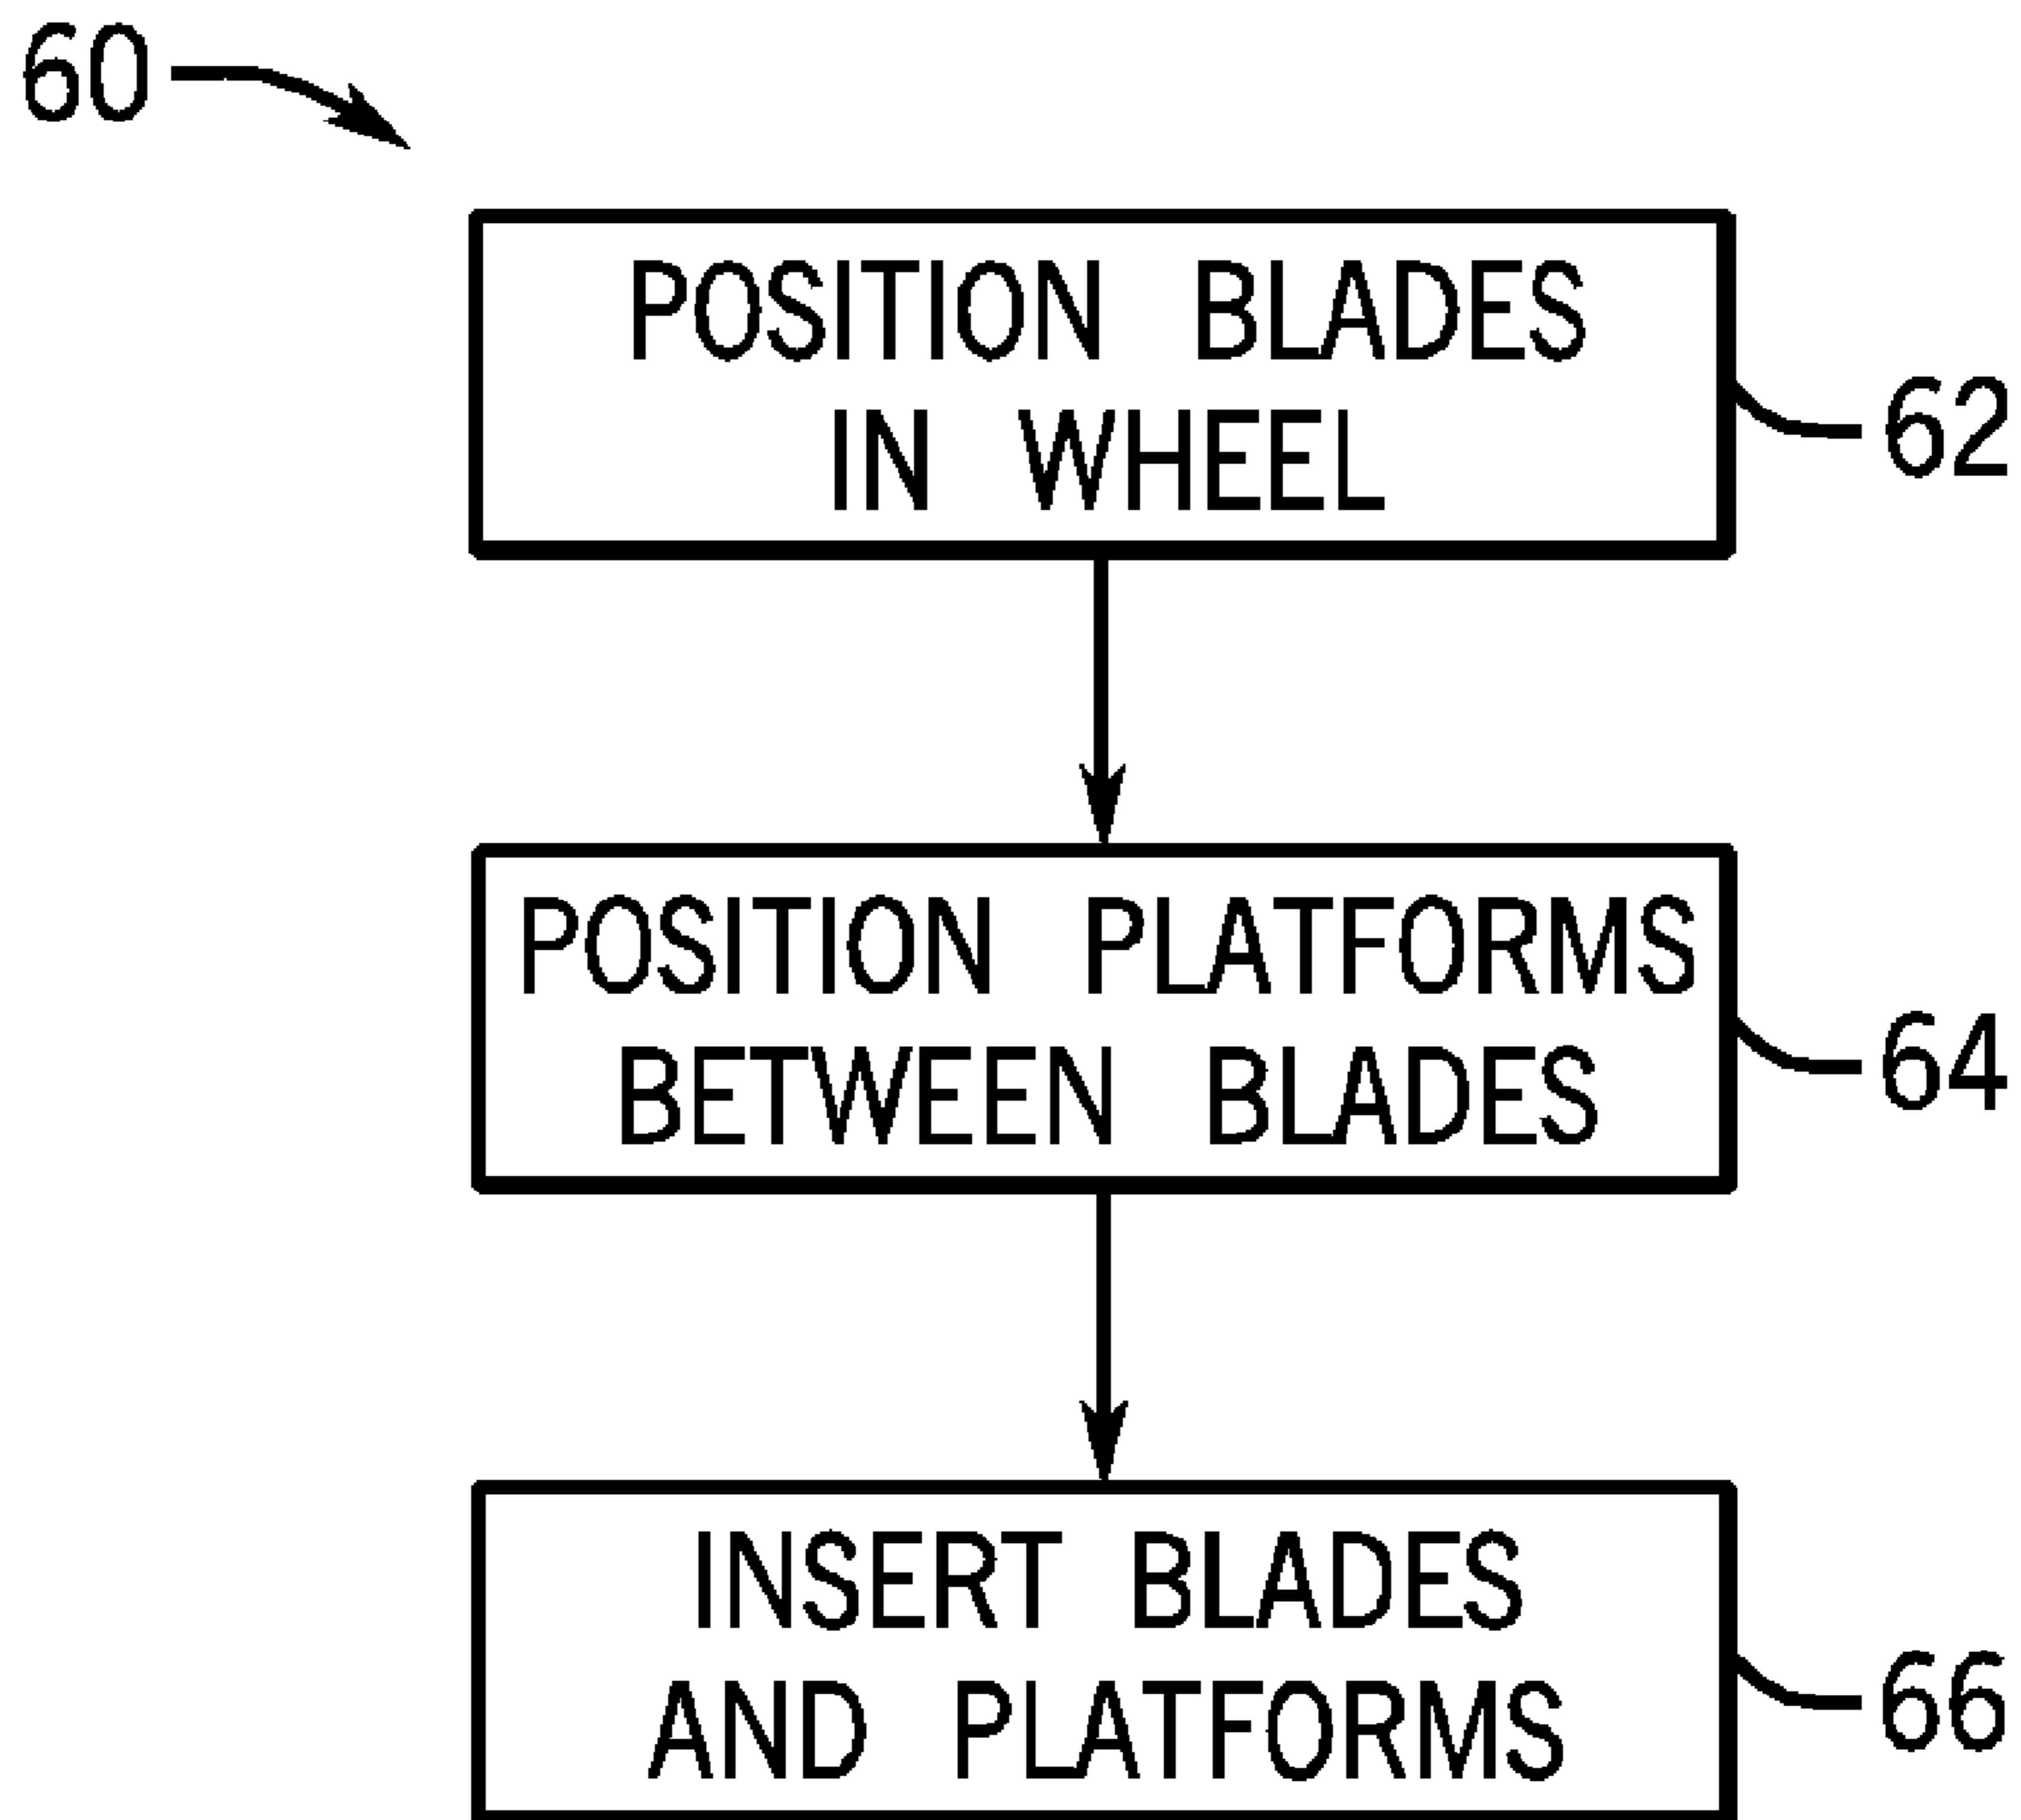 60
POSITION BLADES
IN WHEEL
62
POSITION PLATFORMS
BETWEEN BLADES
64
INSERT BLADES
AND PLATFORMS
66